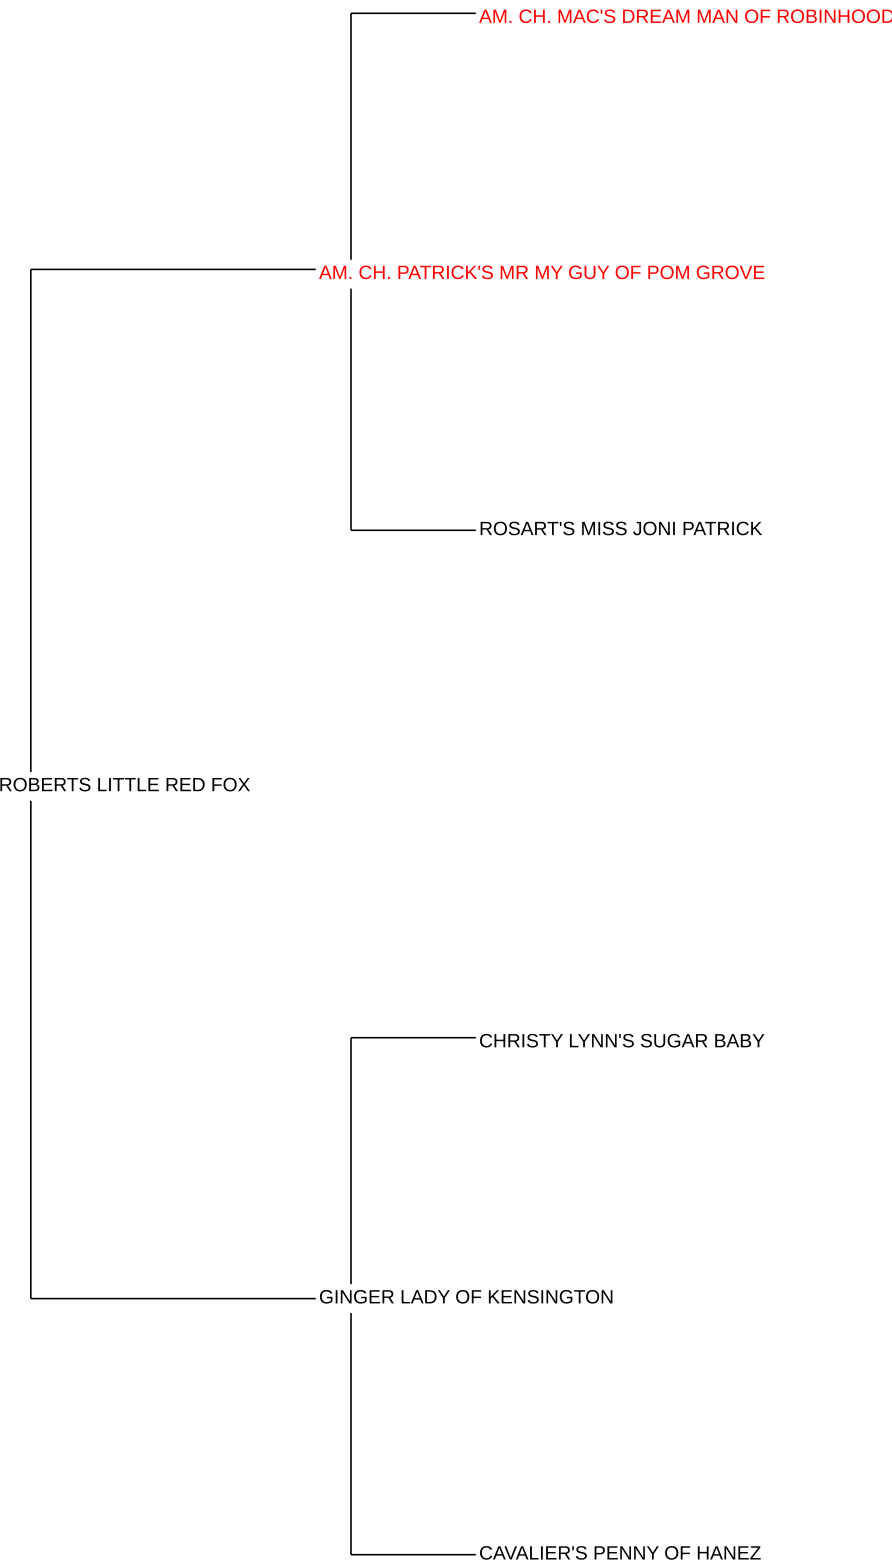 AM. CH. MAC'S DREAM MAN OF ROBINHOOD
AM. CH. PATRICK'S MR MY GUY OF POM GROVE
ROSART'S MISS JONI PATRICK
ROBERTS LITTLE RED FOX
CHRISTY LYNN'S SUGAR BABY
GINGER LADY OF KENSINGTON
CAVALIER'S PENNY OF HANEZ